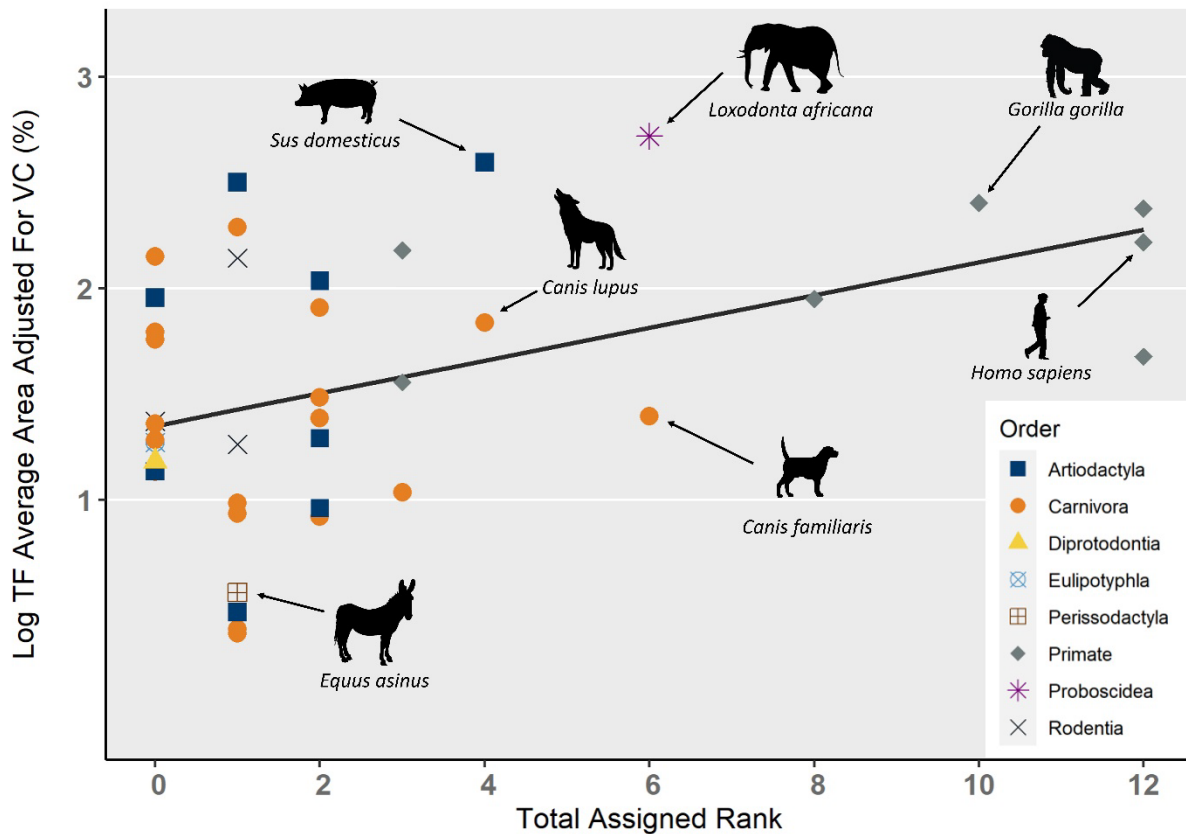 Log TF Average Area Adjusted For VC (%)
3
2
1
Sus domesticus
Loxodonta africana
Gorilla gorilla
Canis lupus
Homo sapiens
Canis familiaris
Equus asinus
Order
Artiodactyla
Carnivora
Diprotodontia
Eulipotyphla
Perissodactyla
Primate
Proboscidea
Rodentia
0 2 4 6 8 10 12
Total Assigned Rank